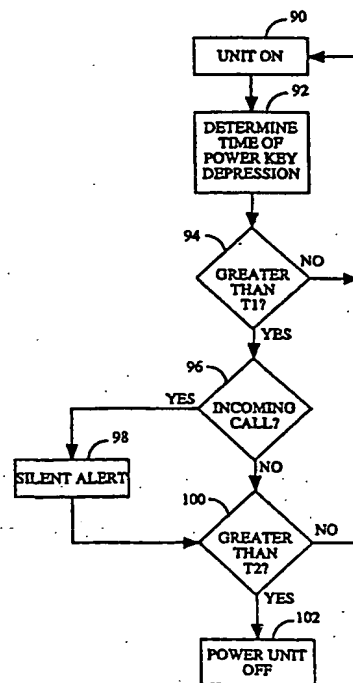 90
UNIT ON
92
DETERMINE
TIME OF
POWER KEY
DEPRESSION
94
GREATER
THAN
T1?
NO
YES
96
INCOMING
CALL?
YES
NO
98
SILENT ALERT
100
GREATER
THAN
T2?
NO
YES
102
POWER UNIT
OFF